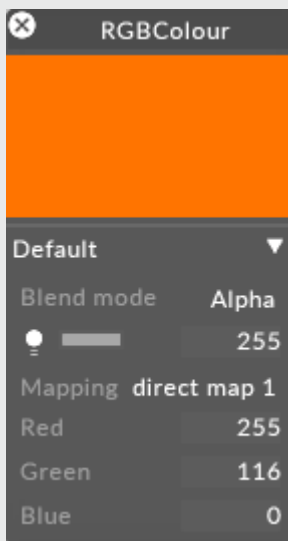 RGBColour
Default
Blend mode Alpha
255
Mapping direct map 1
Red 255
Green 116
Blue 0